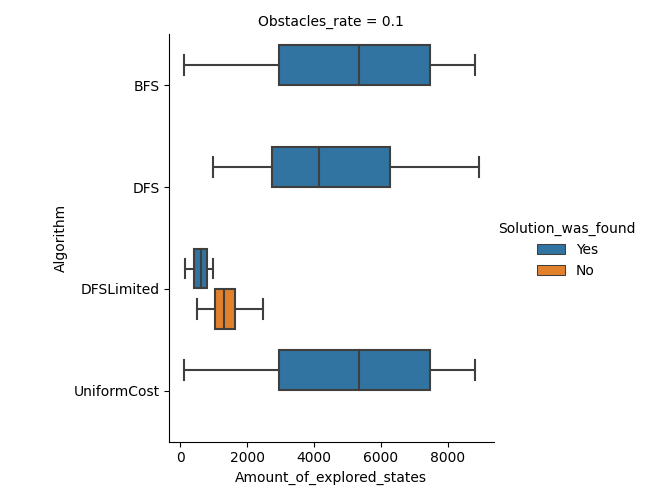 Obstacles_rate = 0.1
BFS
DFS
DFSLimited
UniformCost
Algorithm
0
2000
4000
6000
8000
Amount_of_explored_states
Solution_was_found
Yes
No